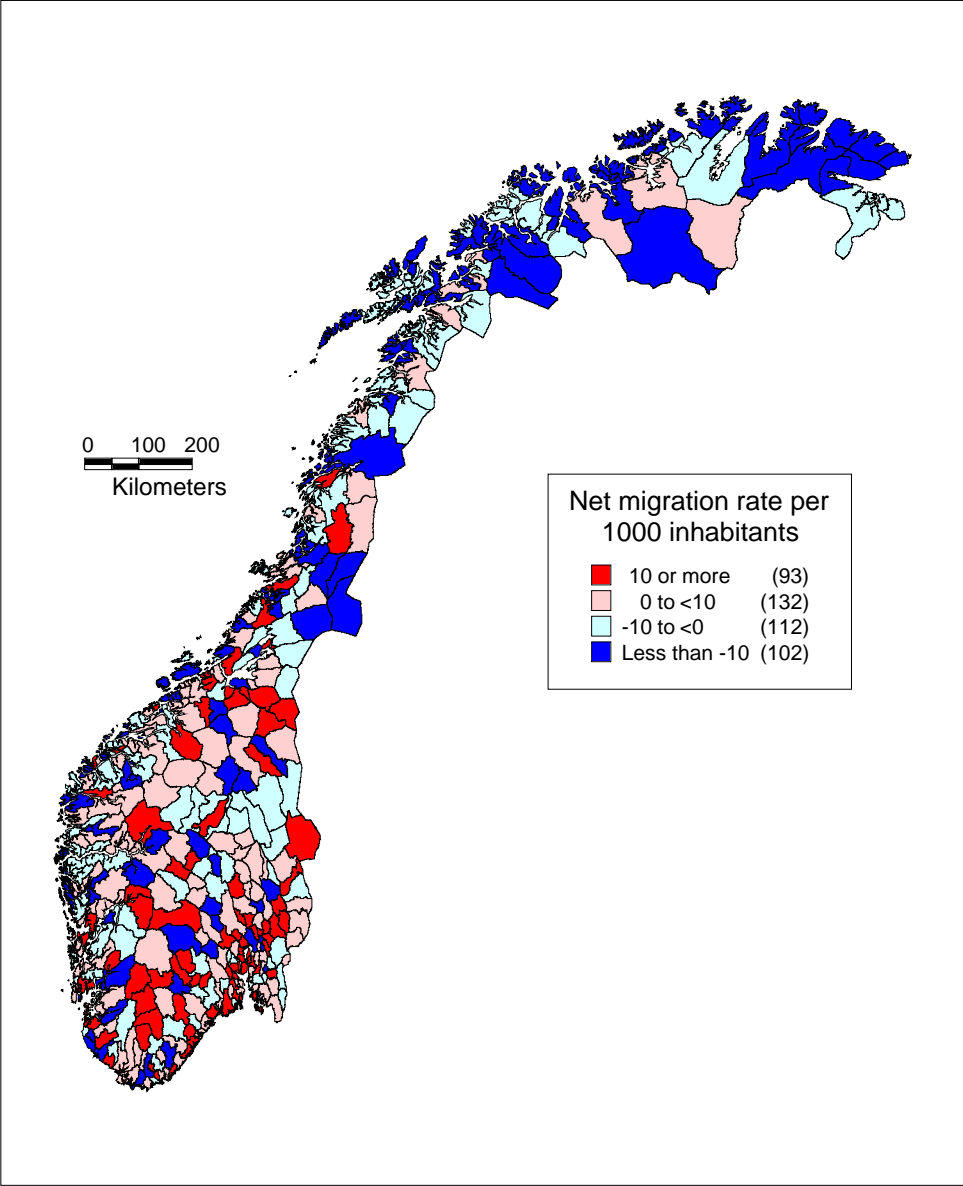 0 100 200
Kilometers
Net migration rate per
1000 inhabitants
10 or more (93)
0 to <10 (132)
-10 to <0 (112)
Less than -10 (102)